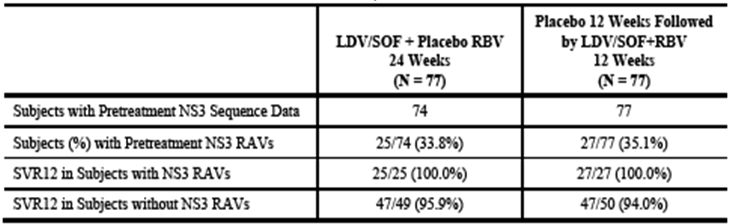 LDV/SOF + Placebo RBV
24 Weeks
(N = 77)
Placebo 12 Weeks Followed
by LDV/SOF+RBV
12 Weeks
(N = 77)
Subjects with Pretreatment NS3 Sequence Data 74 77
Subjects (%) with Pretreatment NS3 RAVs 25/74 (33.8%) 27/77 (35.1%)
SVR12 in Subjects with NS3 RAVs 25/25 (100.0%) 27/27 (100.0%)
SVR12 in Subjects without NS3 RAVs 47/49 (95.9%) 47/50 (94.0%)